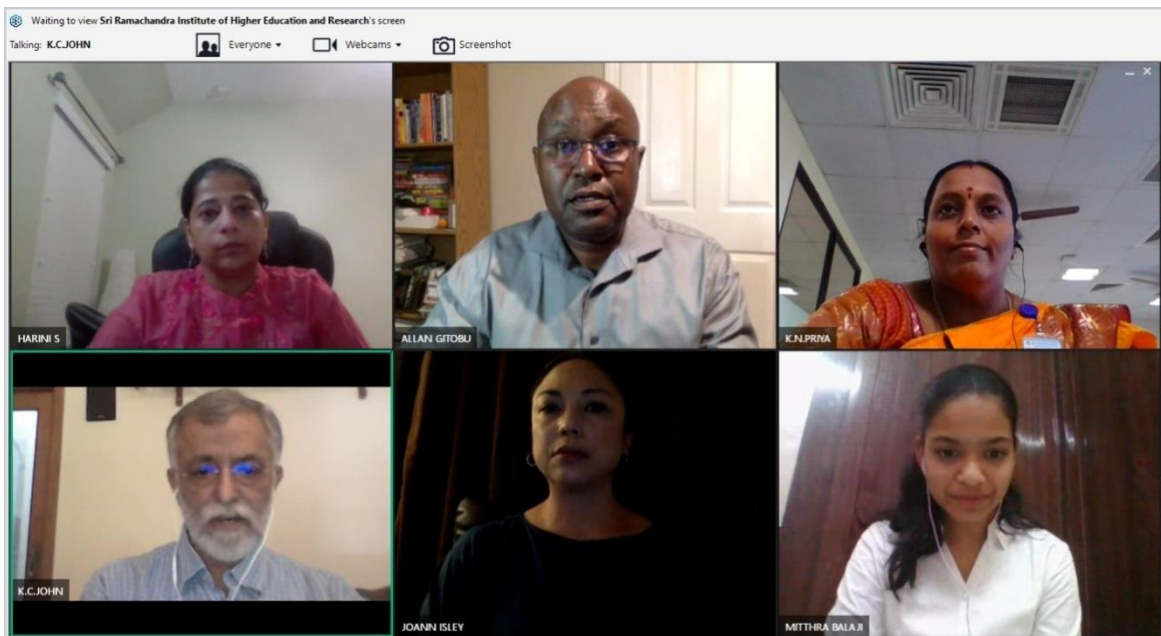 Waiting to view Sri Ramachandra Institute of Higher Education and Research's screen
Talking: K.C.JOHN Everyone Webcams Screenshot
HARINI S
ALLAN GITOBU
K.N.PRIYA
K.C.JOHN
JOANN ISLEY
MITTHRA BALAJI